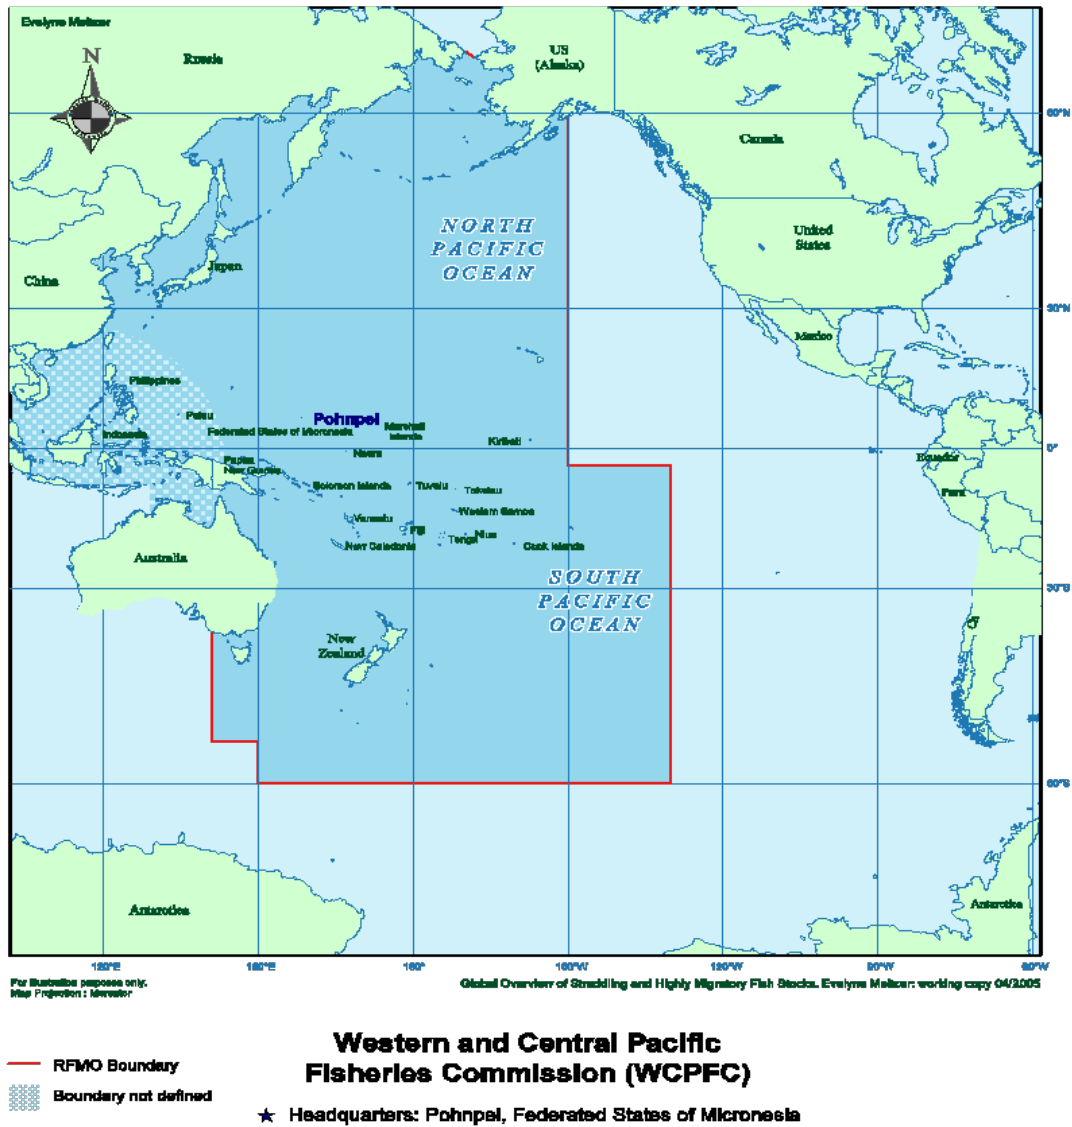 Evelyne Meltzer
N
Russia
US
(Alaska)
60°N
Canada
NORTH
PACIFIC
OCEAN
United
States
Japan
China
30°N
Mexico
Philippines
Palau
Pohnpei
Federated States of Micronesia
Marshall
Islands
Indonesia
Kiribati
0°
Nauru
Papua
New Guinea
Ecuador
Solomon Islands
Tuvalu
Tokelau
Peru
Western Samoa
Vanuatu
Fiji
Niue
Tonga
New Caledonia
Cook Islands
Australia
SOUTH
PACIFIC
OCEAN
30°S
New
Zealand
60°S
Antarctica
Antarctica
120°E
150°E
180°
150°W
120°W
90°W
60°W
For illustration purposes only.
Map Projection : Mercator
Global Overview of Straddling and Highly Migratory Fish Stocks. Evelyne Meltzer: working copy 04/2005
Western and Central Pacific
Fisheries Commission (WCPFC)
RFMO Boundary
Boundary not defined
Headquarters: Pohnpei, Federated States of Micronesia